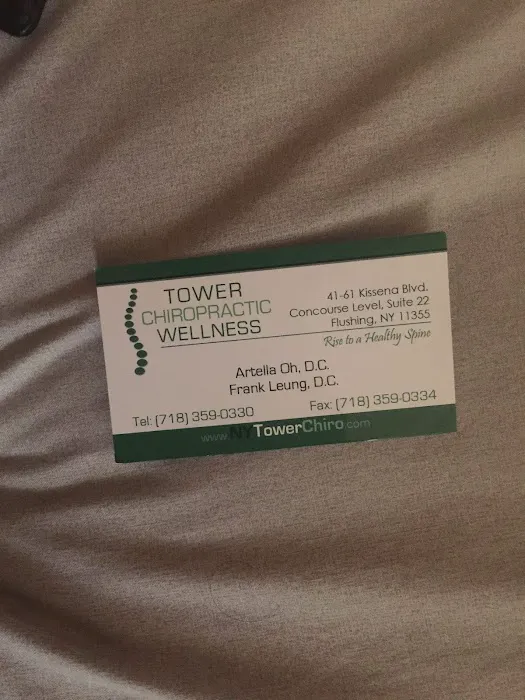 TOWER
CHIROPRACTIC
WELLNESS
41-61 Kissena Blvd.
Concourse Level, Suite 22
Flushing, NY 11355
Rise to a Healthy Spine
Artella Oh, D.C.
Frank Leung, D.C.
Tel: (718) 359-0330
Fax: (718) 359-0334
www.NYTowerChiro.com